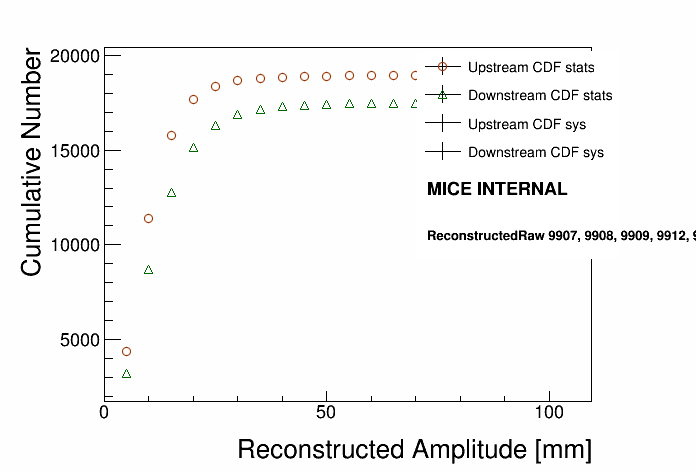 20000
15000
10000
5000
0
50
100
Cumulative Number
Reconstructed Amplitude [mm]
Upstream CDF stats
Downstream CDF stats
Upstream CDF sys
Downstream CDF sys
MICE INTERNAL
ReconstructedRaw 9907, 9908, 9909, 9912,